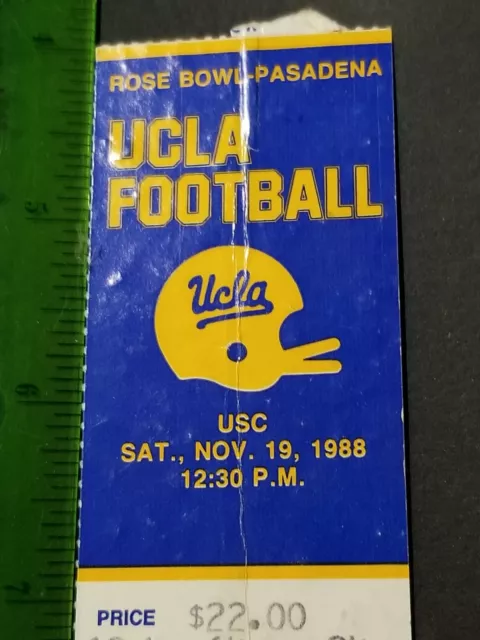 ROSE BOWL-PASADENA
UCLA
FOOTBALL
Ucla
USC
SAT., NOV. 19, 1988
12:30 P.M.
PRICE $22.00